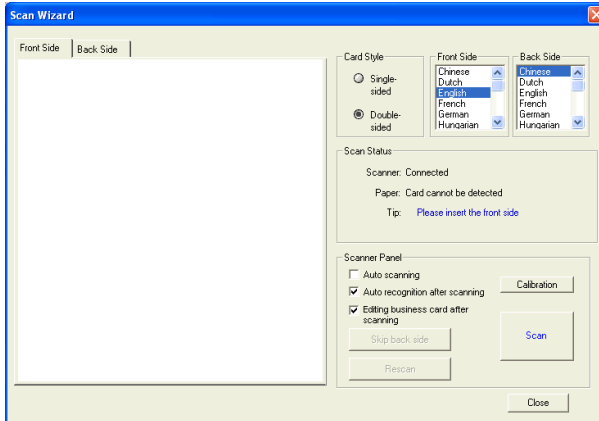 Scan Wizard
Front Side
Back Side
Card Style
Single-
sided
Double-
sided
Front Side
Chinese
Dutch
English
French
German
Hungarian
Back Side
Chinese
Dutch
English
French
German
Hungarian
Scan Status
Scanner: Connected
Paper: Card cannot be detected
Tip: Please insert the front side
Scanner Panel
Auto scanning
Auto recognition after scanning
Editing business card after
scanning
Calibration
Skip back side
Scan
Rescan
Close